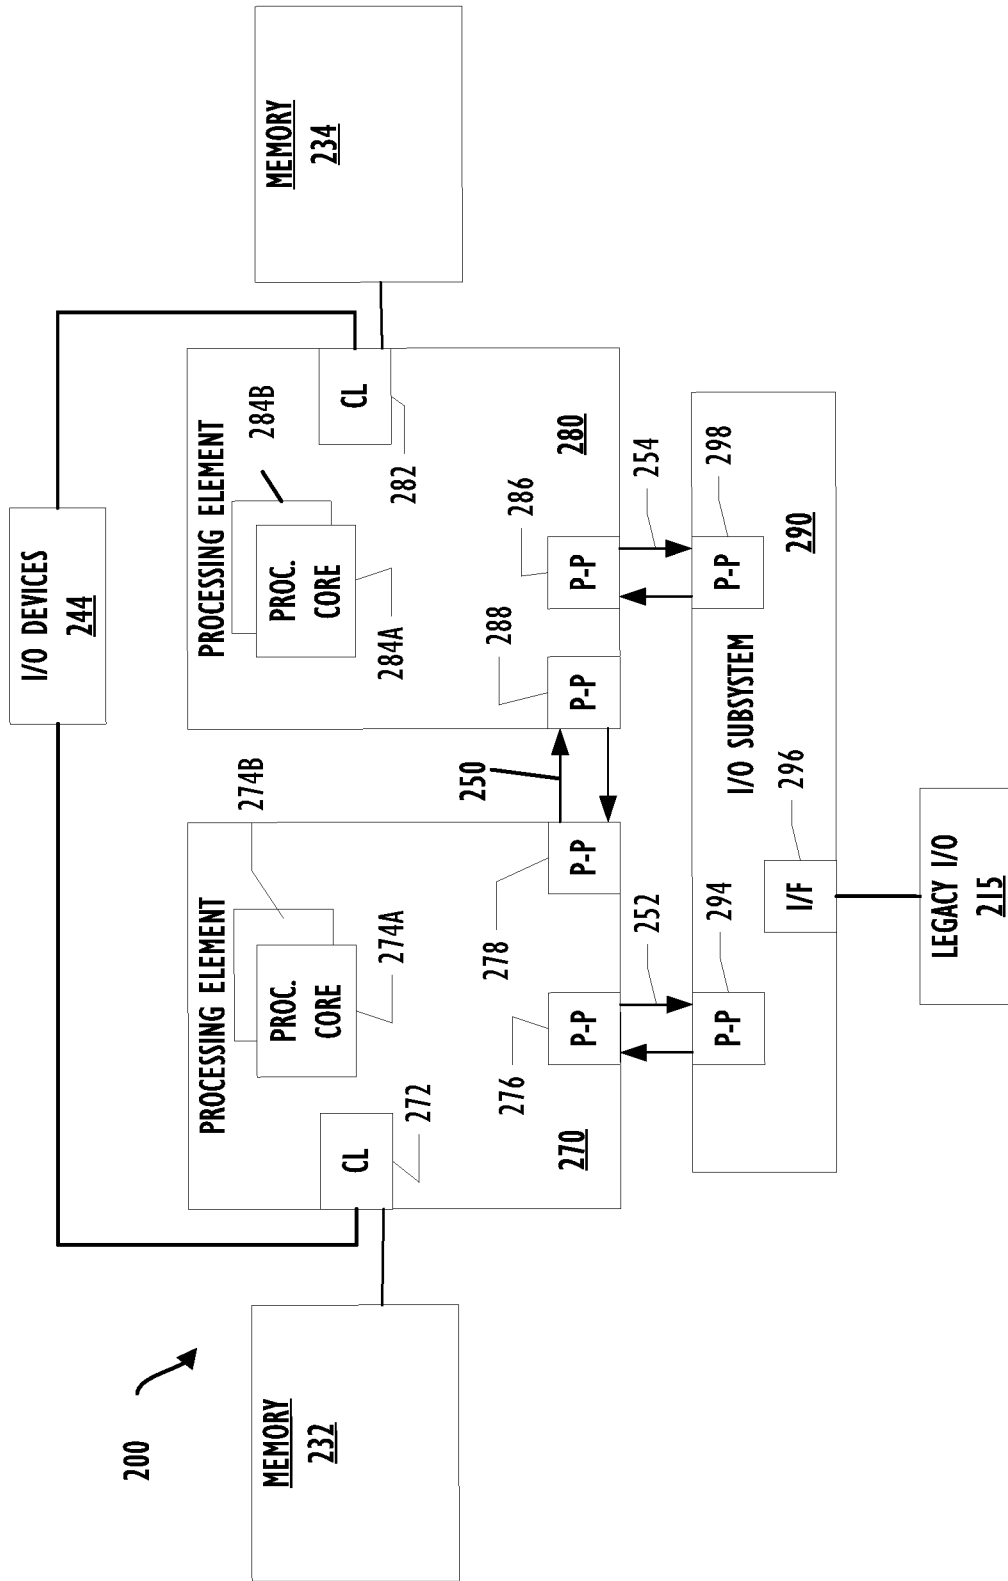 200
I/O DEVICES
244
MEMORY
232
MEMORY
234
PROCESSING ELEMENT
274B
PROC.
CORE
274A
CL
272
P-P
278
P-P
276
270
250
PROCESSING ELEMENT
284B
PROC.
CORE
284A
CL
282
P-P
288
P-P
286
280
252
254
P-P
294
P-P
298
I/O SUBSYSTEM
290
I/F
296
LEGACY I/O
215